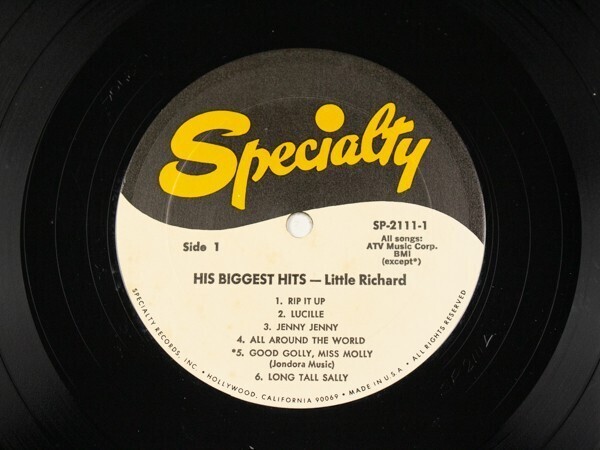 Specialty
SP-2111-1
Side 1
All songs:
ATV Music Corp.
BMI
(except*)
HIS BIGGEST HITS — Little Richard
1. RIP IT UP
2. LUCILLE
3. JENNY JENNY
4. ALL AROUND THE WORLD
*5. GOOD GOLLY, MISS MOLLY
(Jondora Music)
6. LONG TALL SALLY
SPECIALTY RECORDS, INC. • HOLLYWOOD, CALIFORNIA 90069 • MADE IN U.S.A. • ALL RIGHTS RESERVED